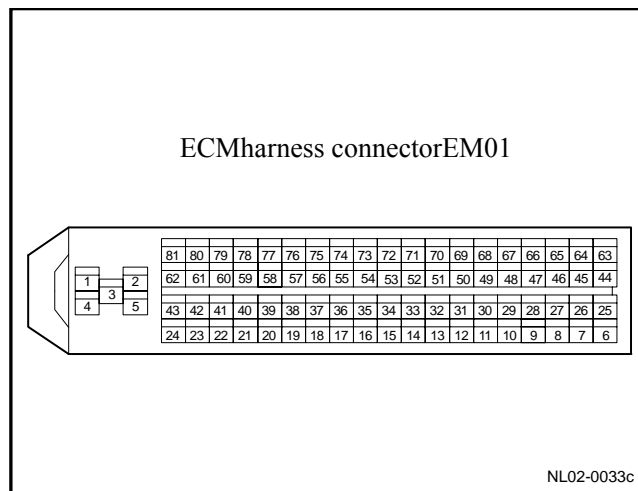 ECMharness connectorEM01
81 80 79 78 77 76 75 74 73 72 71 70 69 68 67 66 65 64 63
1 2 62 61 60 59 58 57 56 55 54 53 52 51 50 49 48 47 46 45 44
3
4 5 43 42 41 40 39 38 37 36 35 34 33 32 31 30 29 28 27 26 25
24 23 22 21 20 19 18 17 16 15 14 13 12 11 10 9 8 7 6
NL02-0033c